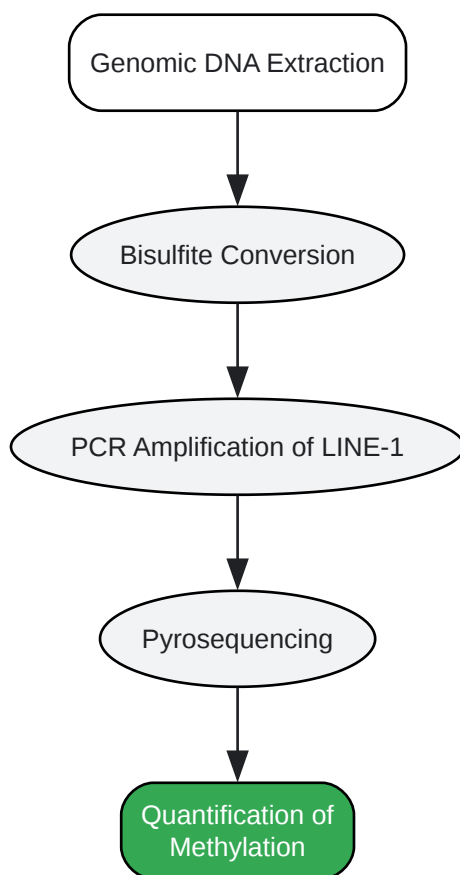 Genomic DNA Extraction
Bisulfite Conversion
PCR Amplification of LINE-1
Pyrosequencing
Quantification of
Methylation